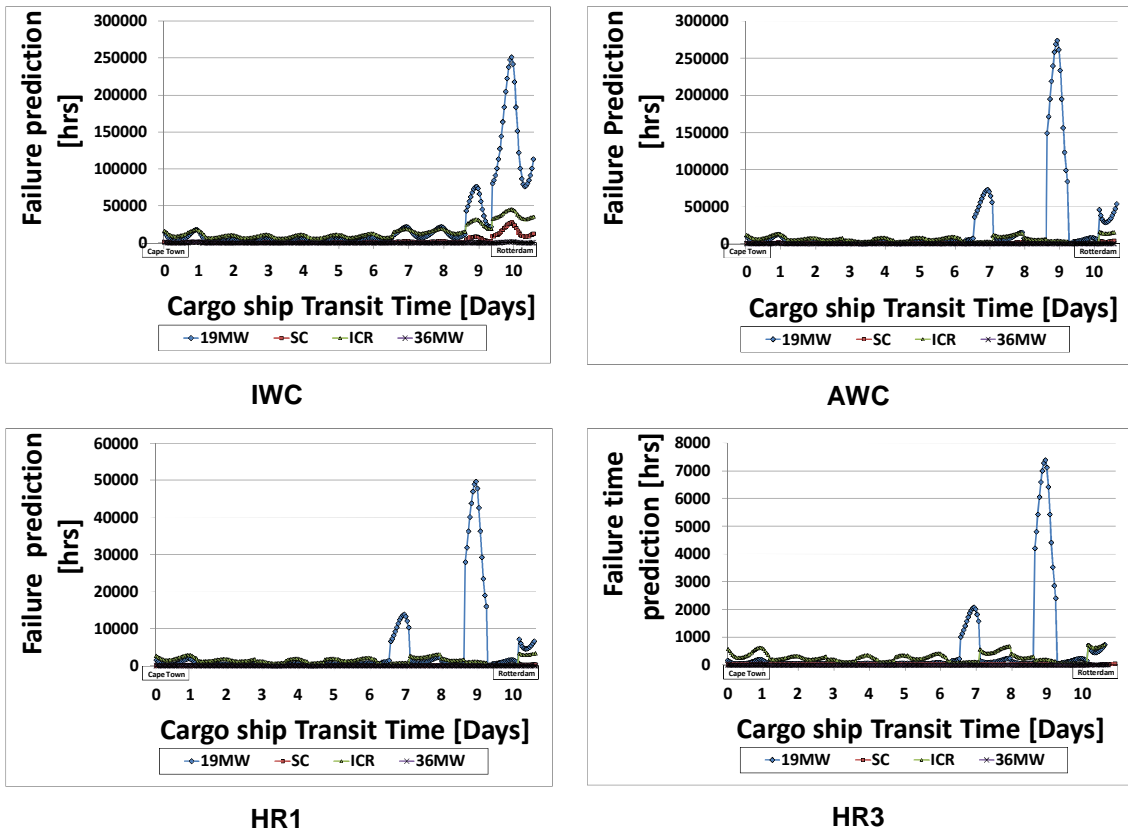 300000
250000
200000
150000
100000
50000
0
Failure prediction
[hrs]
Cape Town
Rotterdam
0 1 2 3 4 5 6 7 8 9 10
Cargo ship Transit Time [Days]
19MW SC ICR 36MW
IWC
300000
250000
200000
150000
100000
50000
0
Failure Prediction
[hrs]
Cape Town
Rotterdam
0 1 2 3 4 5 6 7 8 9 10
Cargo ship Transit Time [Days]
19MW SC ICR 36MW
AWC
60000
50000
40000
30000
20000
10000
0
Failure prediction
[hrs]
Cape Town
Rotterdam
0 1 2 3 4 5 6 7 8 9 10
Cargo ship Transit Time [Days]
19MW SC ICR 36MW
HR1
8000
7000
6000
5000
4000
3000
2000
1000
0
Failure time
prediction [hrs]
Cape Town
Rotterdam
0 1 2 3 4 5 6 7 8 9 10
Cargo ship Transit Time [Days]
19MW SC ICR 36MW
HR3